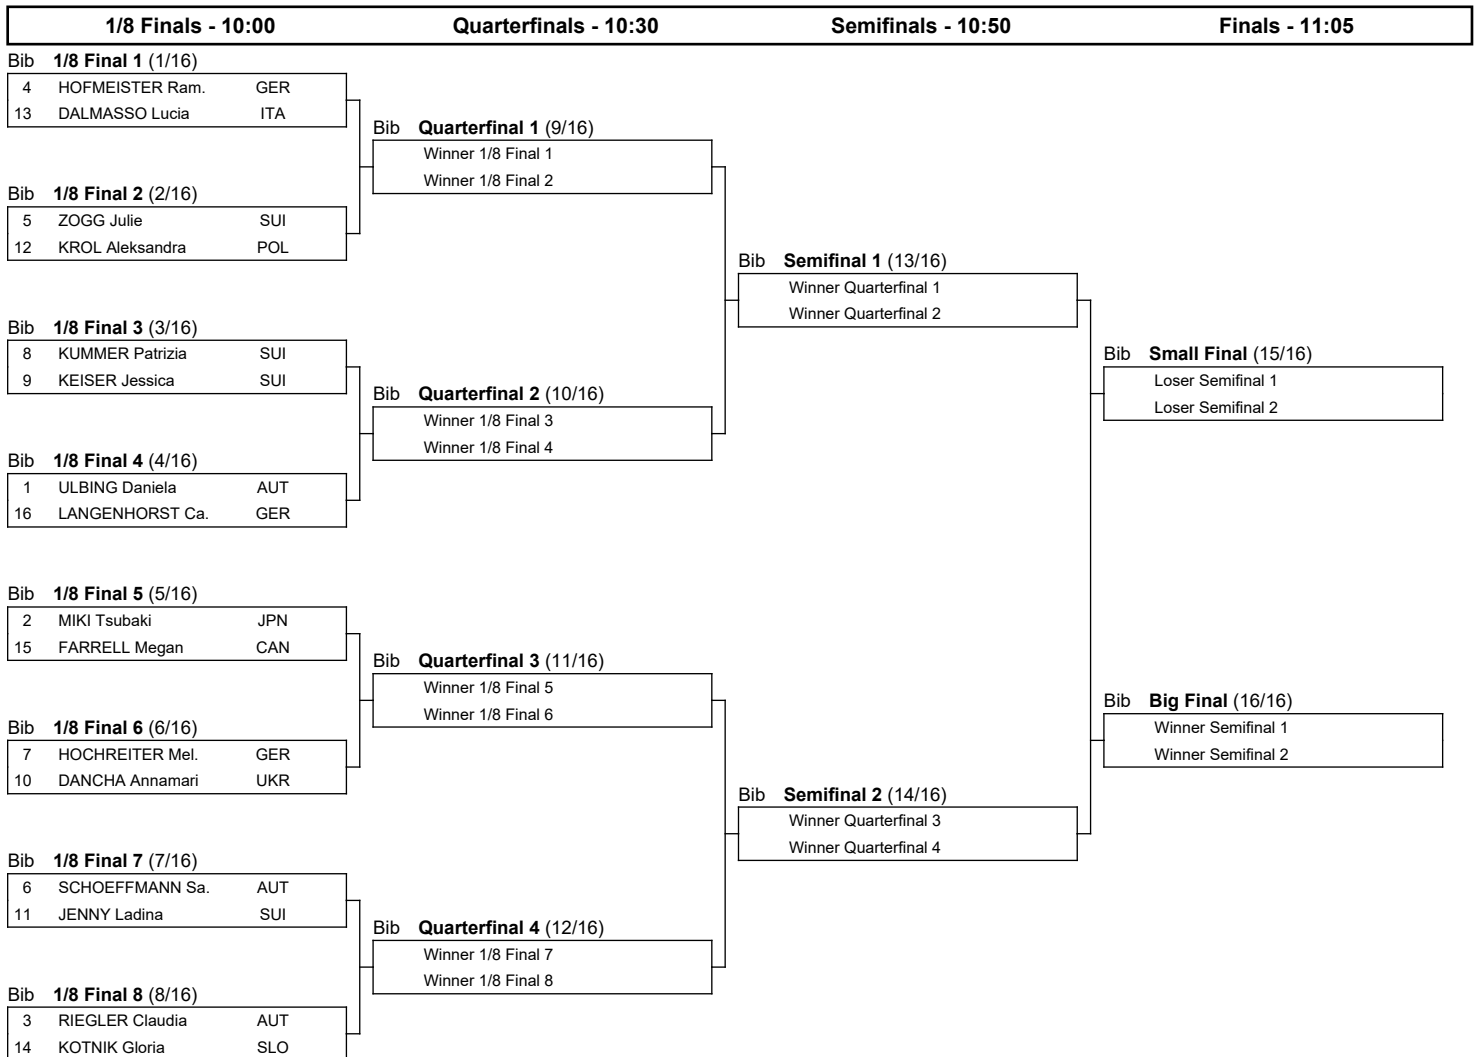 1/8 Finals - 10:00 Quarterfinals - 10:30 Semifinals - 10:50 Finals - 11:05
Bib 1/8 Final 1 (1/16)
4 HOFMEISTER Ram. GER
13 DALMASSO Lucia ITA
Bib 1/8 Final 2 (2/16)
5 ZOGG Julie SUI
12 KROL Aleksandra POL
Bib 1/8 Final 3 (3/16)
8 KUMMER Patrizia SUI
9 KEISER Jessica SUI
Bib 1/8 Final 4 (4/16)
1 ULBING Daniela AUT
16 LANGENHORST Ca. GER
Bib 1/8 Final 5 (5/16)
2 MIKI Tsubaki JPN
15 FARRELL Megan CAN
Bib 1/8 Final 6 (6/16)
7 HOCHREITER Mel. GER
10 DANCHA Annamari UKR
Bib 1/8 Final 7 (7/16)
6 SCHOEFFMANN Sa. AUT
11 JENNY Ladina SUI
Bib 1/8 Final 8 (8/16)
3 RIEGLER Claudia AUT
14 KOTNIK Gloria SLO
Bib Quarterfinal 1 (9/16)
Winner 1/8 Final 1
Winner 1/8 Final 2
Bib Quarterfinal 2 (10/16)
Winner 1/8 Final 3
Winner 1/8 Final 4
Bib Quarterfinal 3 (11/16)
Winner 1/8 Final 5
Winner 1/8 Final 6
Bib Quarterfinal 4 (12/16)
Winner 1/8 Final 7
Winner 1/8 Final 8
Bib Semifinal 1 (13/16)
Winner Quarterfinal 1
Winner Quarterfinal 2
Bib Semifinal 2 (14/16)
Winner Quarterfinal 3
Winner Quarterfinal 4
Bib Small Final (15/16)
Loser Semifinal 1
Loser Semifinal 2
Bib Big Final (16/16)
Winner Semifinal 1
Winner Semifinal 2